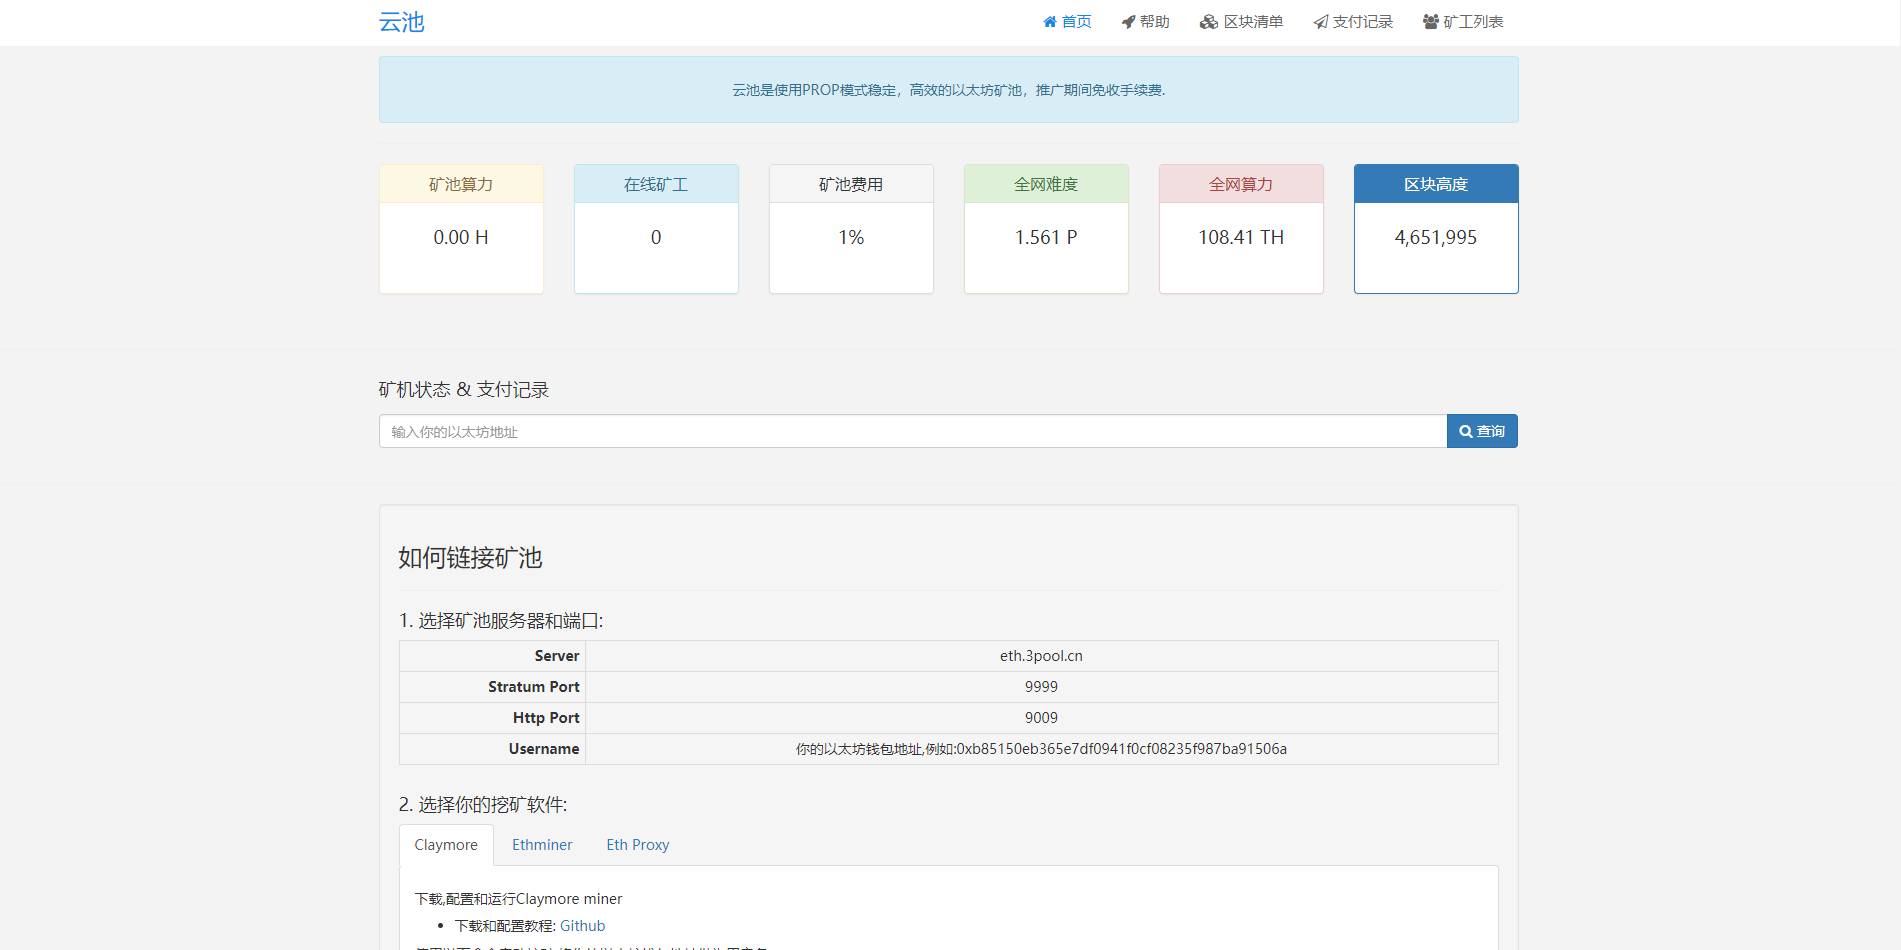 云池
首页 帮助 区块清单 支付记录 矿工列表
云池是使用PROP模式稳定，高效的以太坊矿池，推广期间免收手续费.
矿池算力 在线矿工 矿池费用 全网难度 全网算力 区块高度
0.00 H 0 1% 1.561 P 108.41 TH 4,651,995
矿机状态 & 支付记录
输入你的以太坊地址 查询
如何链接矿池
1. 选择矿池服务器和端口:
Server eth.3pool.cn
Stratum Port 9999
Http Port 9009
Username 你的以太坊钱包地址,例如:0xb85150eb365e7df0941f0cf08235f987ba91506a
2. 选择你的挖矿软件:
Claymore Ethminer Eth Proxy
下载,配置和运行Claymore miner
• 下载和配置教程: Github